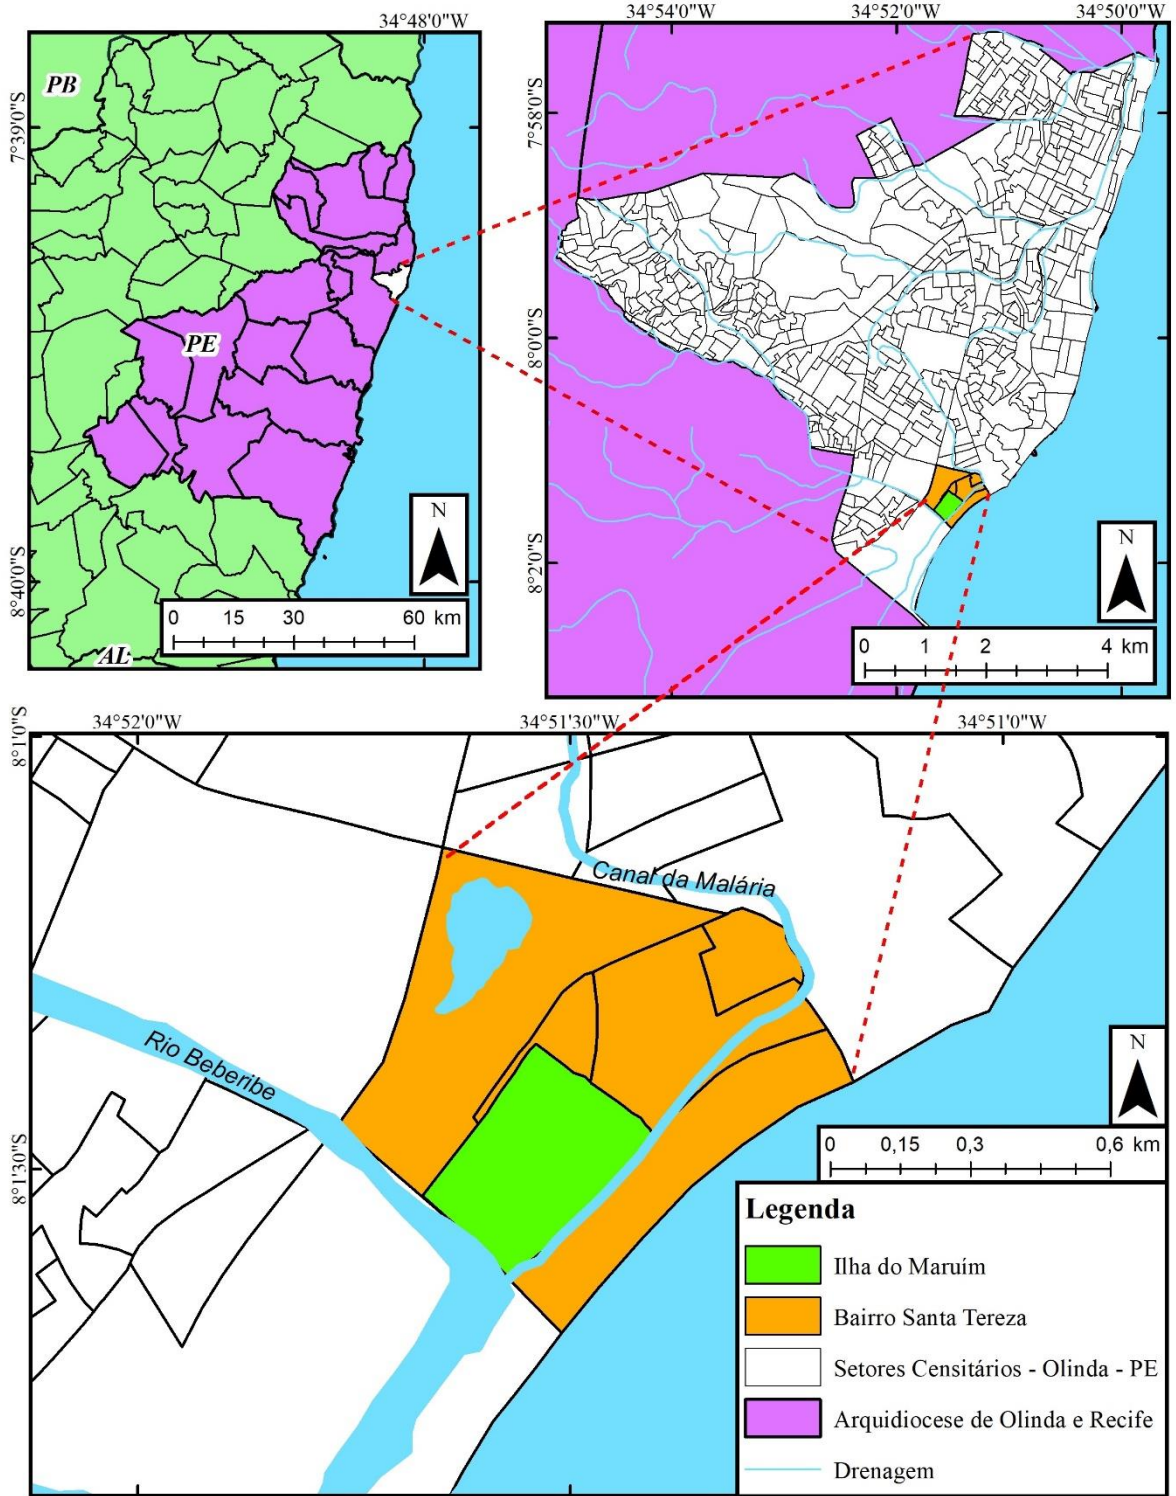 34°48'0"W
7°39'0"S
8°40'0"S
PB
PE
AL
N
0 15 30 60 km
34°54'0"W 34°52'0"W 34°50'0"W
7°58'0"S
8°0'0"S
8°2'0"S
N
0 1 2 4 km
34°52'0"W 34°51'30"W 34°51'0"W
8°1'0"S
8°1'30"S
Canal da Malária
Rio Beberibe
N
0 0,15 0,3 0,6 km
Legenda
Ilha do Maruím
Bairro Santa Tereza
Setores Censitários - Olinda - PE
Arquidiocese de Olinda e Recife
Drenagem